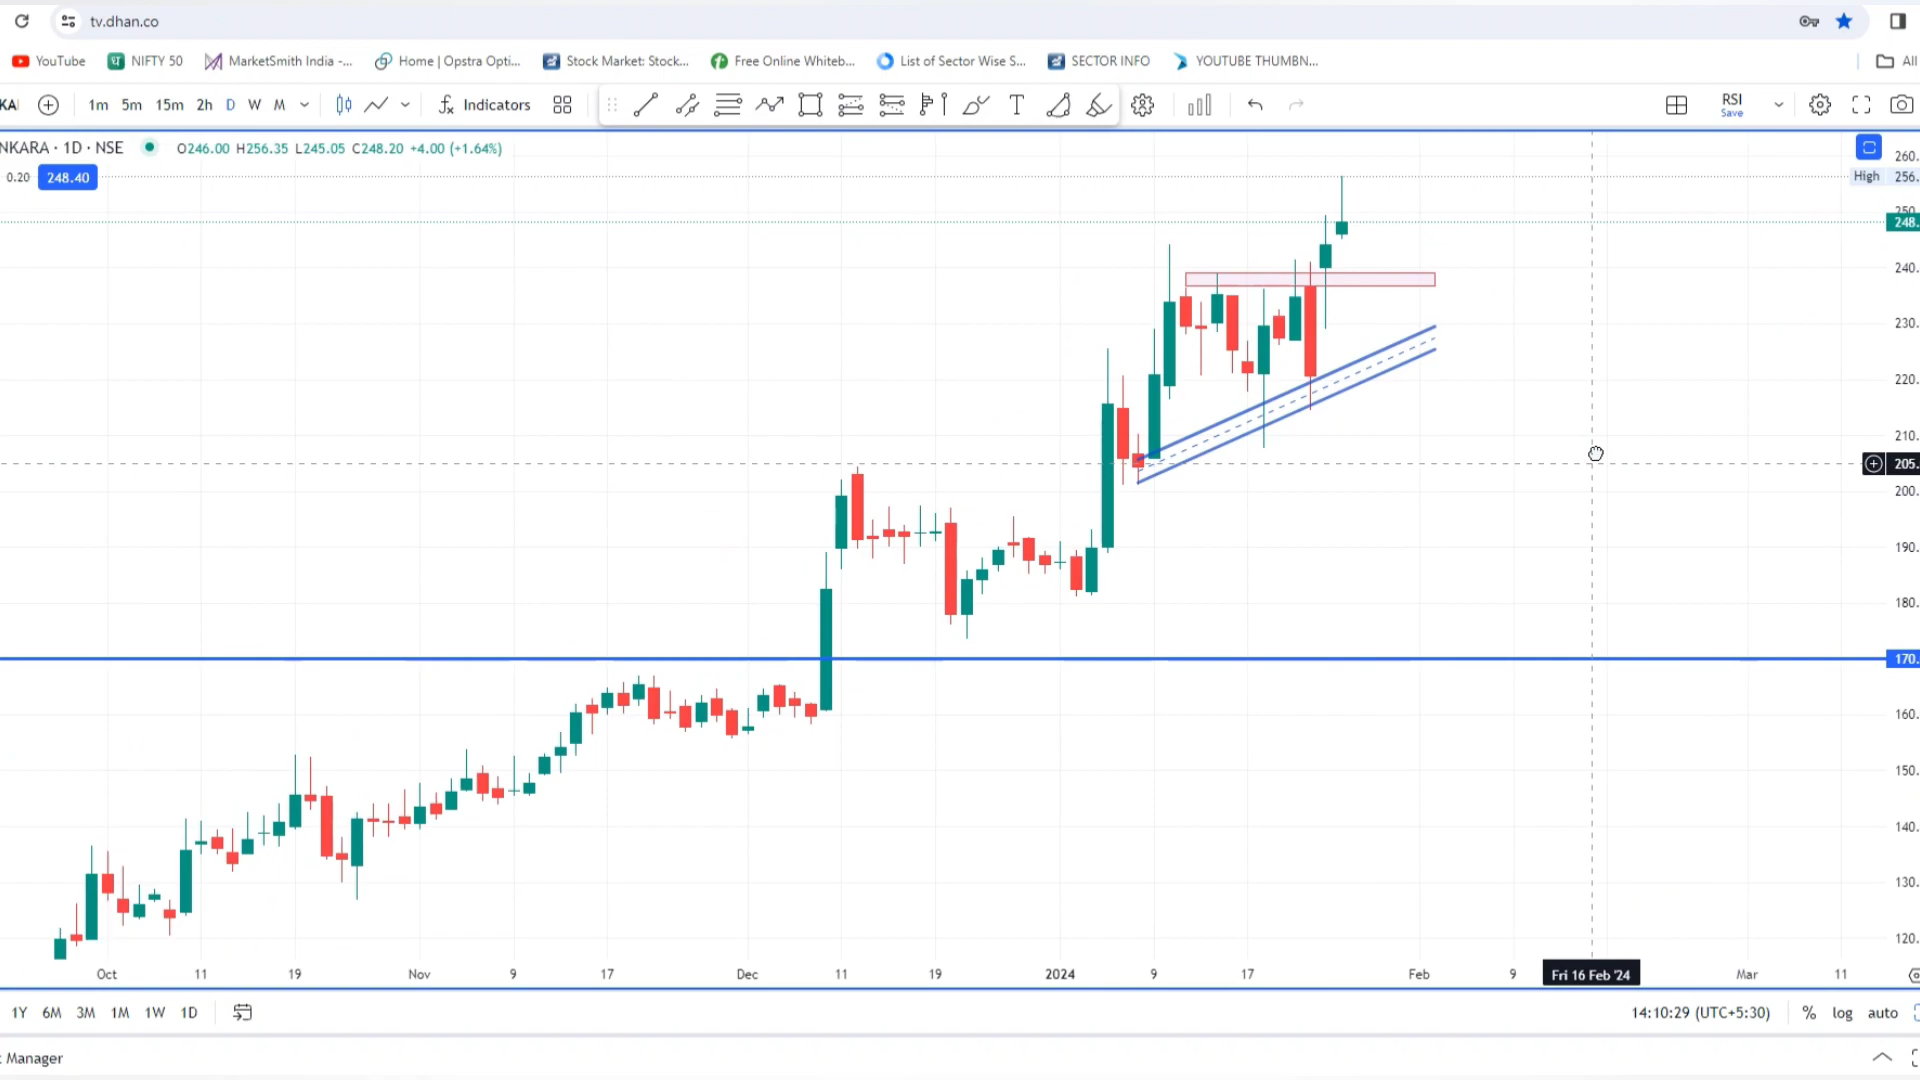 tv.dhan.co
YouTube NIFTY 50 MarketSmith India -... Home | Opstra Opti... Stock Market: Stock... Free Online Whiteb... List of Sector Wise S... SECTOR INFO YOUTUBE THUMBN... All
KA 1m 5m 15m 2h D W M Indicators T RSI
Save
NKARA · 1D · NSE O246.00 H256.35 L245.05 C248.20 +4.00 (+1.64%)
0.20 248.40
260.
High 256.
250.
248.
240.
230.
220.
210.
205.
200.
190.
180.
170.
160.
150.
140.
130.
120.
Oct 11 19 Nov 9 17 Dec 11 19 2024 9 17 Feb 9 Fri 16 Feb '24 Mar 11
1Y 6M 3M 1M 1W 1D 14:10:29 (UTC+5:30) % log auto
: Manager